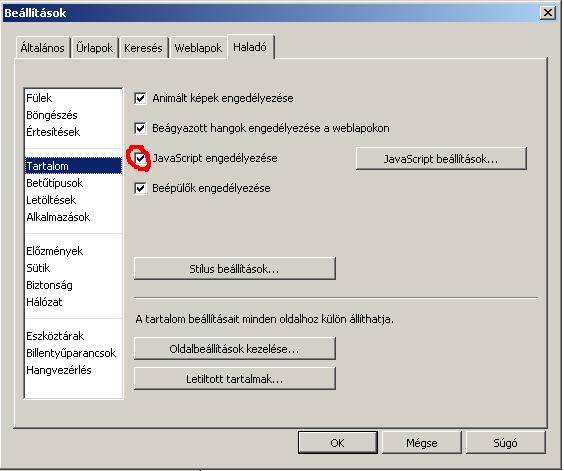 Beállítások
Általános Űrlapok Keresés Weblapok Haladó
Fülek
Böngészés
Értesítések
Tartalom
Betűtípusok
Letöltések
Alkalmazások
Előzmények
Sütik
Biztonság
Hálózat
Eszköztárak
Billentyűparancsok
Hangvezérlés
Animált képek engedélyezése
Beágyazott hangok engedélyezése a weblapokon
JavaScript engedélyezése JavaScript beállítások...
Beépülők engedélyezése
Stílus beállítások...
A tartalom beállításait minden oldalhoz külön állíthatja.
Oldalbeállítások kezelése...
Letiltott tartalmak...
OK Mégse Súgó